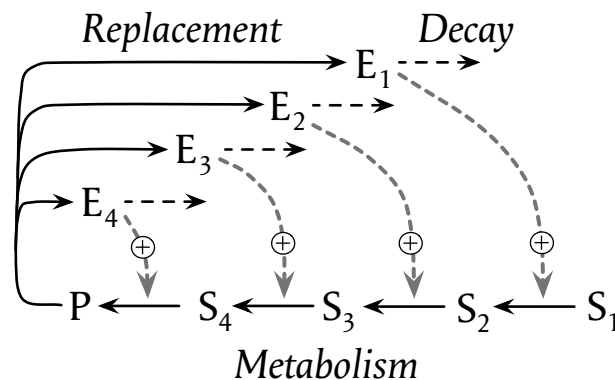 Replacement Decay
E₁
E₂
E₃
E₄
+ + + +
P S₄ S₃ S₂ S₁
Metabolism